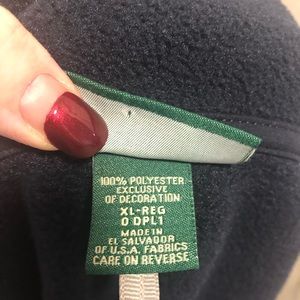 100% POLYESTER
EXCLUSIVE
OF DECORATION
XL-REG
0 DPL1
MADE IN
EL SALVADOR
OF U.S.A. FABRICS
CARE ON REVERSE